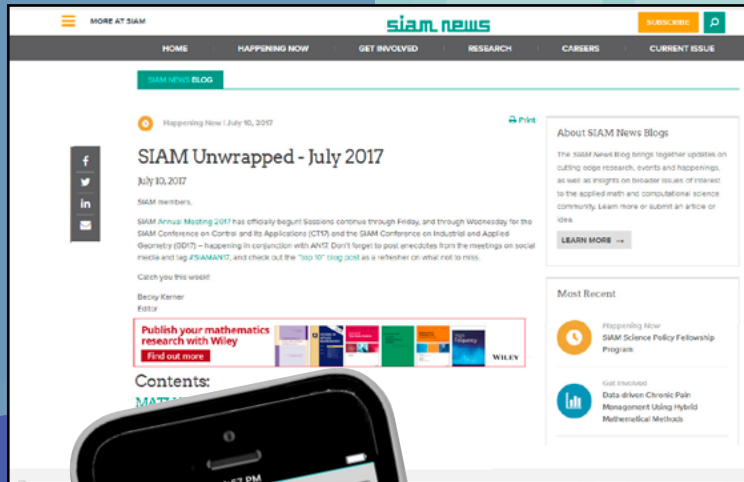 MORE AT SIAM
siam news
SUBSCRIBE
HOME
HAPPENING NOW
GET INVOLVED
RESEARCH
CAREERS
CURRENT ISSUE
SIAM NEWS BLOG
Happening Now | July 10, 2017
Print
SIAM Unwrapped - July 2017
July 10, 2017
SIAM members,
SIAM Annual Meeting 2017 has officially begun! Sessions continue through Friday, and through Wednesday for the
SIAM Conference on Control and Its Applications (CT17) and the SIAM Conference on Industrial and Applied
Geometry (GD17) – happening in conjunction with AN17. Don't forget to post anecdotes from the meetings on social
media and tag #SIAMAN17, and check out the "top 10" blog post as a refresher on what not to miss.
Catch you this week!
Becky Kerner
Editor
Publish your mathematics
research with Wiley
Find out more
WILEY
Contents:
About SIAM News Blogs
The SIAM News Blog brings together updates on
cutting edge research, events and happenings,
as well as insights on broader issues of interest
to the applied math and computational science
community. Learn more or submit an article or
idea.
LEARN MORE →
Most Recent
Happening Now
SIAM Science Policy Fellowship
Program
Get Involved
Data-driven Chronic Pain
Management Using Hybrid
Mathematical Methods